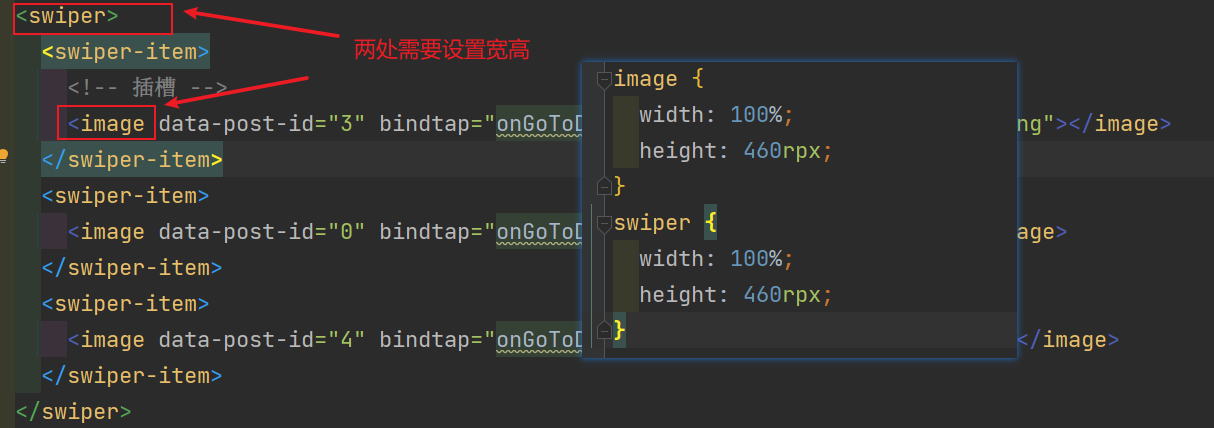 <swiper>
两处需要设置宽高
<swiper-item>
<!-- 插槽 -->
<image data-post-id="3" bindtap="onGoToD
ng"></image>
</swiper-item>
<swiper-item>
<image data-post-id="0" bindtap="onGoToD
age>
</swiper-item>
<swiper-item>
<image data-post-id="4" bindtap="onGoToD
</image>
</swiper-item>
</swiper>
image {
width: 100%;
height: 460rpx;
}
swiper {
width: 100%;
height: 460rpx;
}